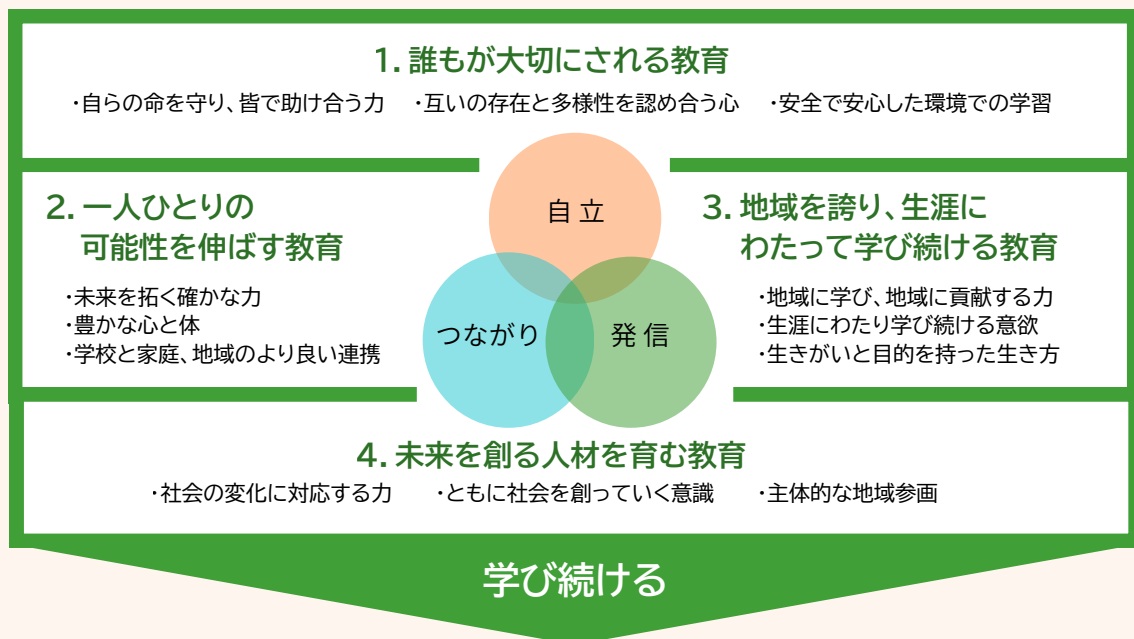 1. 誰もが大切にされる教育
・自らの命を守り、皆で助け合う力　・互いの存在と多様性を認め合う心　・安全で安心した環境での学習
2. 一人ひとりの
可能性を伸ばす教育
・未来を拓く確かな力
・豊かな心と体
・学校と家庭、地域のより良い連携
自立
つながり
発信
3. 地域を誇り、生涯に
わたって学び続ける教育
・地域に学び、地域に貢献する力
・生涯にわたり学び続ける意欲
・生きがいと目的を持った生き方
4. 未来を創る人材を育む教育
・社会の変化に対応する力　・ともに社会を創っていく意識　・主体的な地域参画
学び続ける